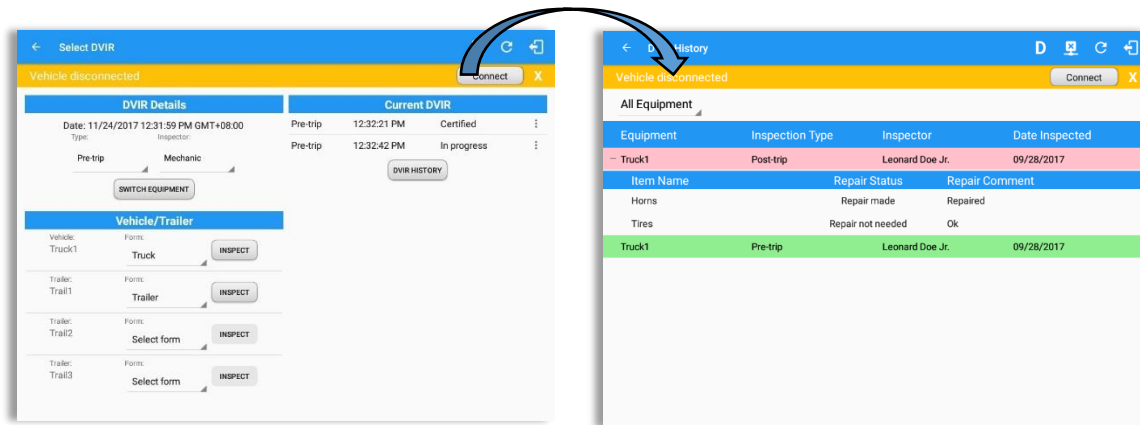 Select DVIR
Vehicle disconnected
Connect X
DVIR Details
Date: 11/24/2017 12:31:59 PM GMT+08:00
Type: Inspector:
Pre-trip Mechanic
SWITCH EQUIPMENT
Vehicle/Trailer
Vehicle: Form:
Truck1 Truck INSPECT
Trailer: Form:
Trail1 Trailer INSPECT
Trailer: Form:
Trail2 Select form INSPECT
Trailer: Form:
Trail3 Select form INSPECT
Current DVIR
Pre-trip 12:32:21 PM Certified
Pre-trip 12:32:42 PM In progress
DVIR HISTORY
History D
Vehicle disconnected Connect X
All Equipment
Equipment Inspection Type Inspector Date Inspected
Truck1 Post-trip Leonard Doe Jr. 09/28/2017
Item Name Repair Status Repair Comment
Horns Repair made Repaired
Tires Repair not needed Ok
Truck1 Pre-trip Leonard Doe Jr. 09/28/2017